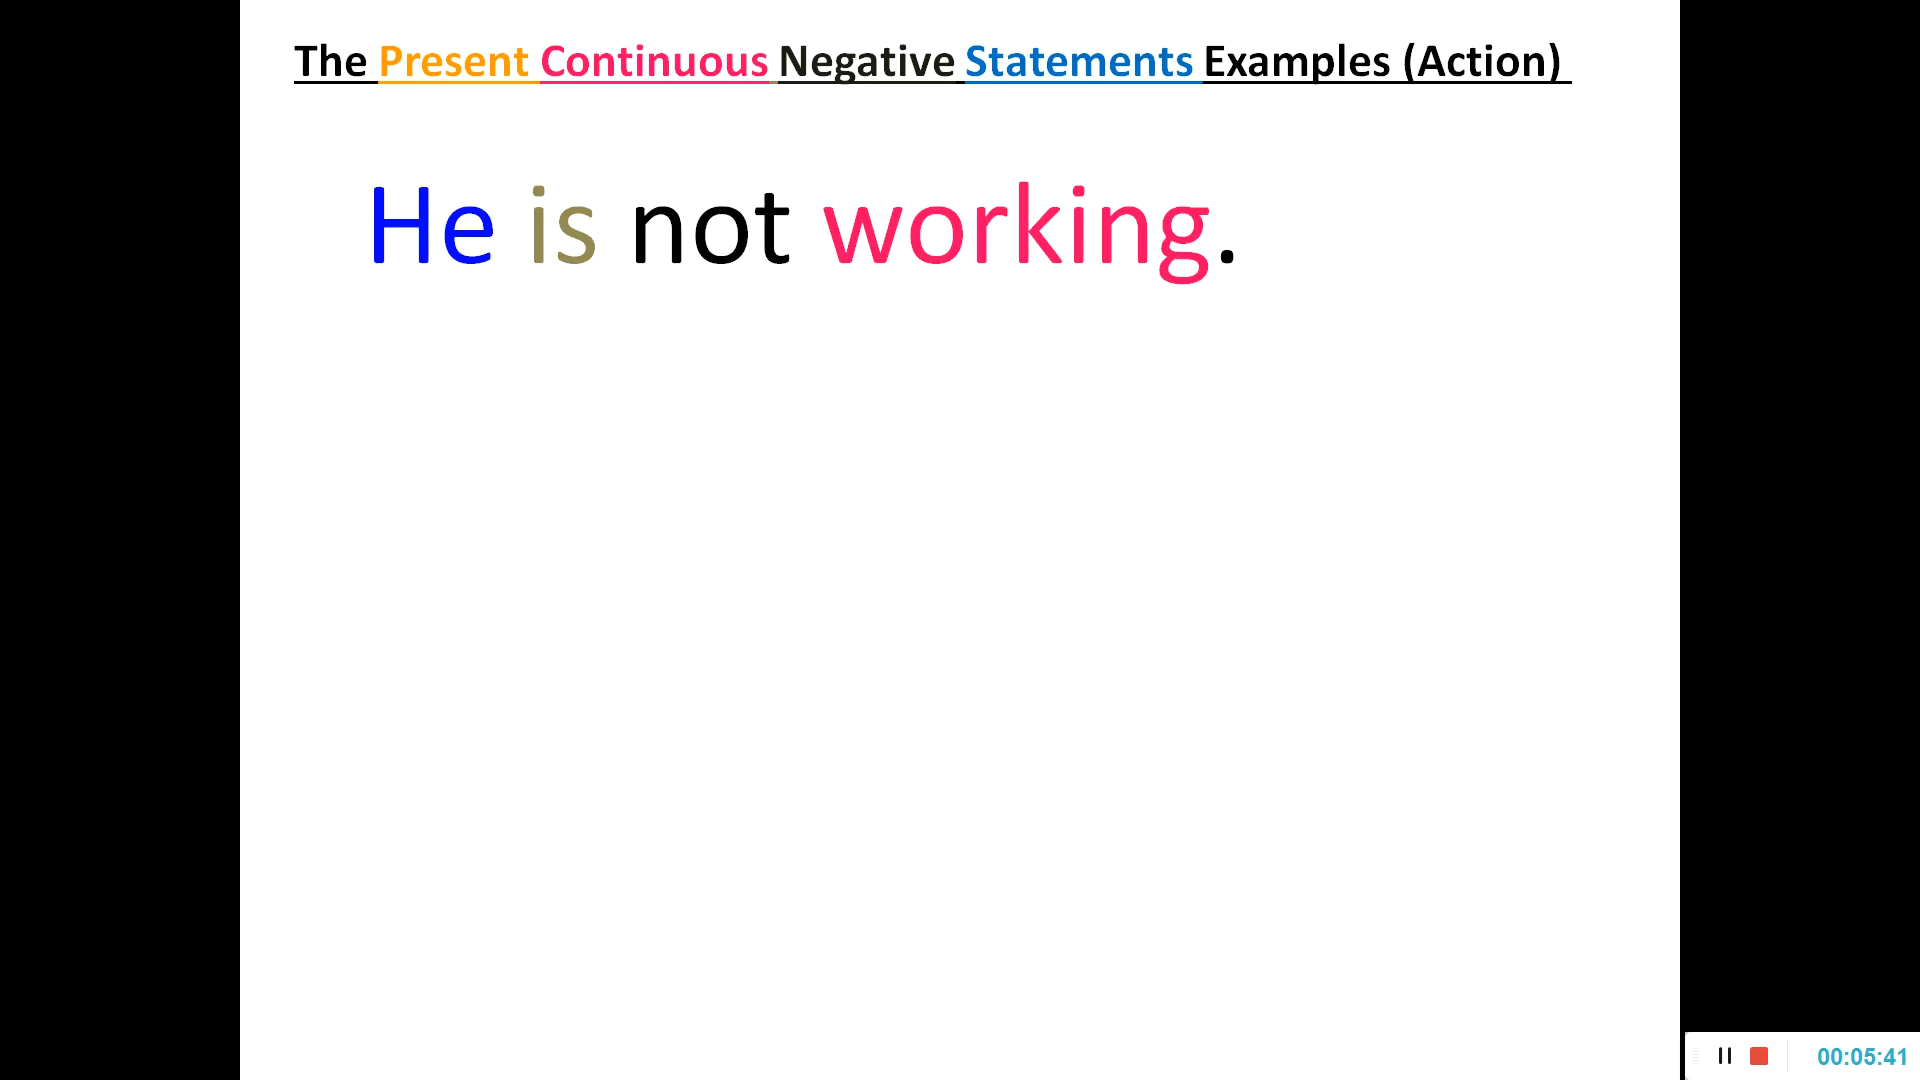 The Present Continuous Negative Statements Examples (Action)
He is not working.
00:05:41